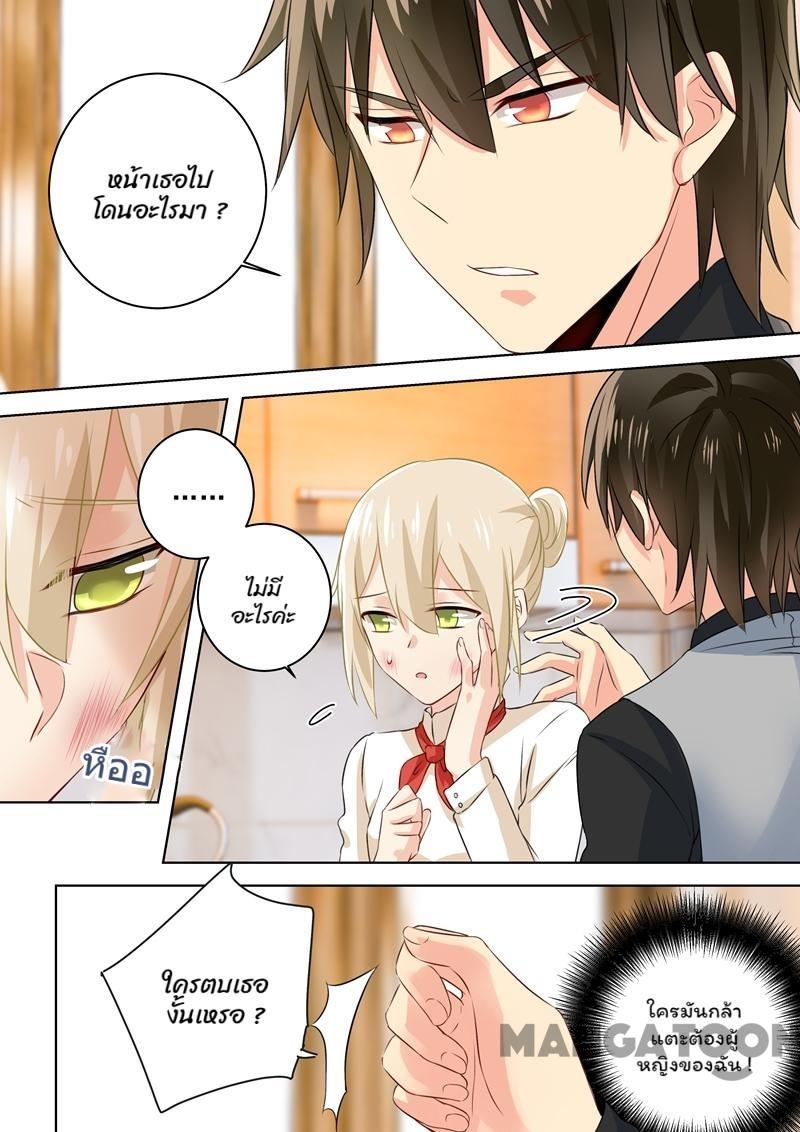 หน้าเธอไป
โดนอะไรมา ?
......
ไม่มี
อะไรค่ะ
หืออ
ใครตบเธอ
งั้นเหรอ ?
ใครมันกล้า
แตะต้องผู้
หญิงของฉัน !
MANGATOON